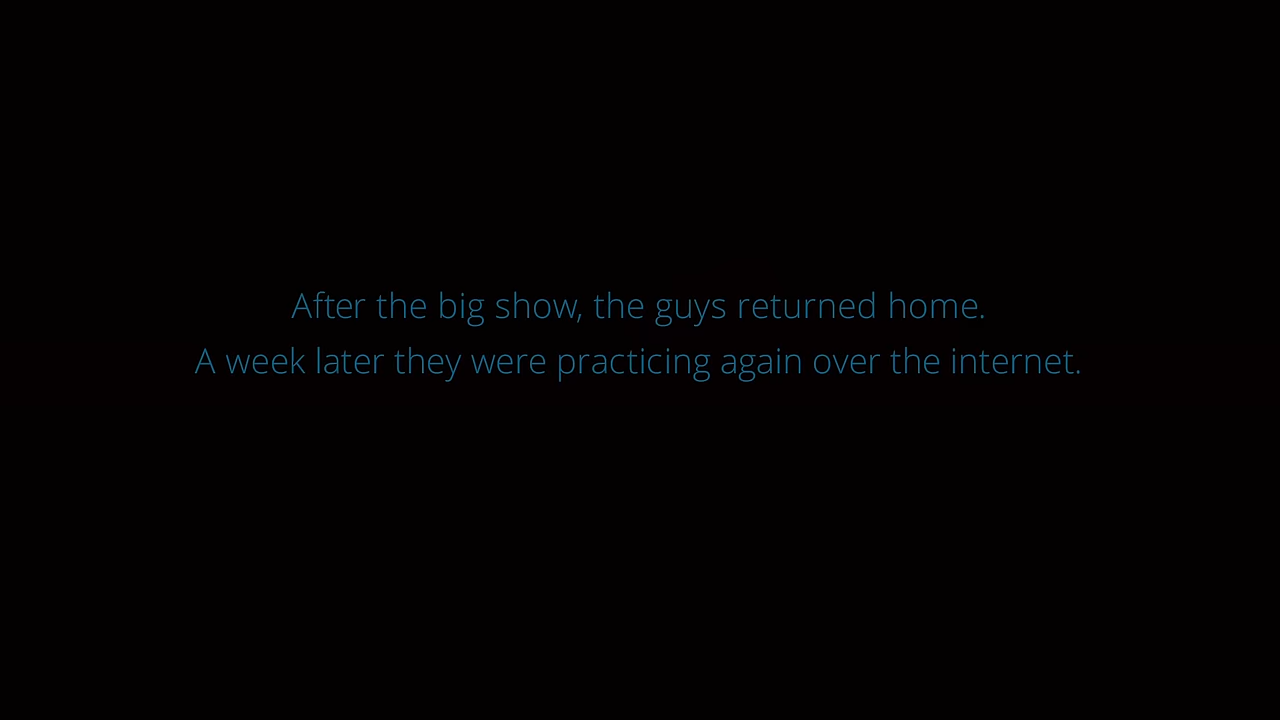 After the big show, the guys returned home.
A week later they were practicing again over the internet.